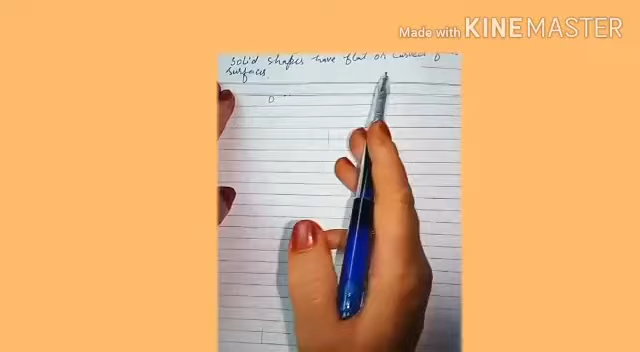 Made with KINEMASTER
Solid shapes have flat or curved
surfaces.